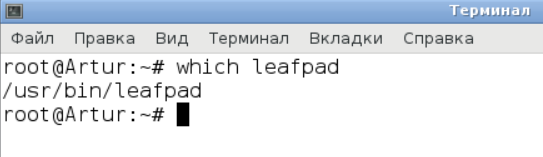 Терминал
Файл Правка Вид Терминал Вкладки Справка
root@Artur:~# which leafpad
/usr/bin/leafpad
root@Artur:~#